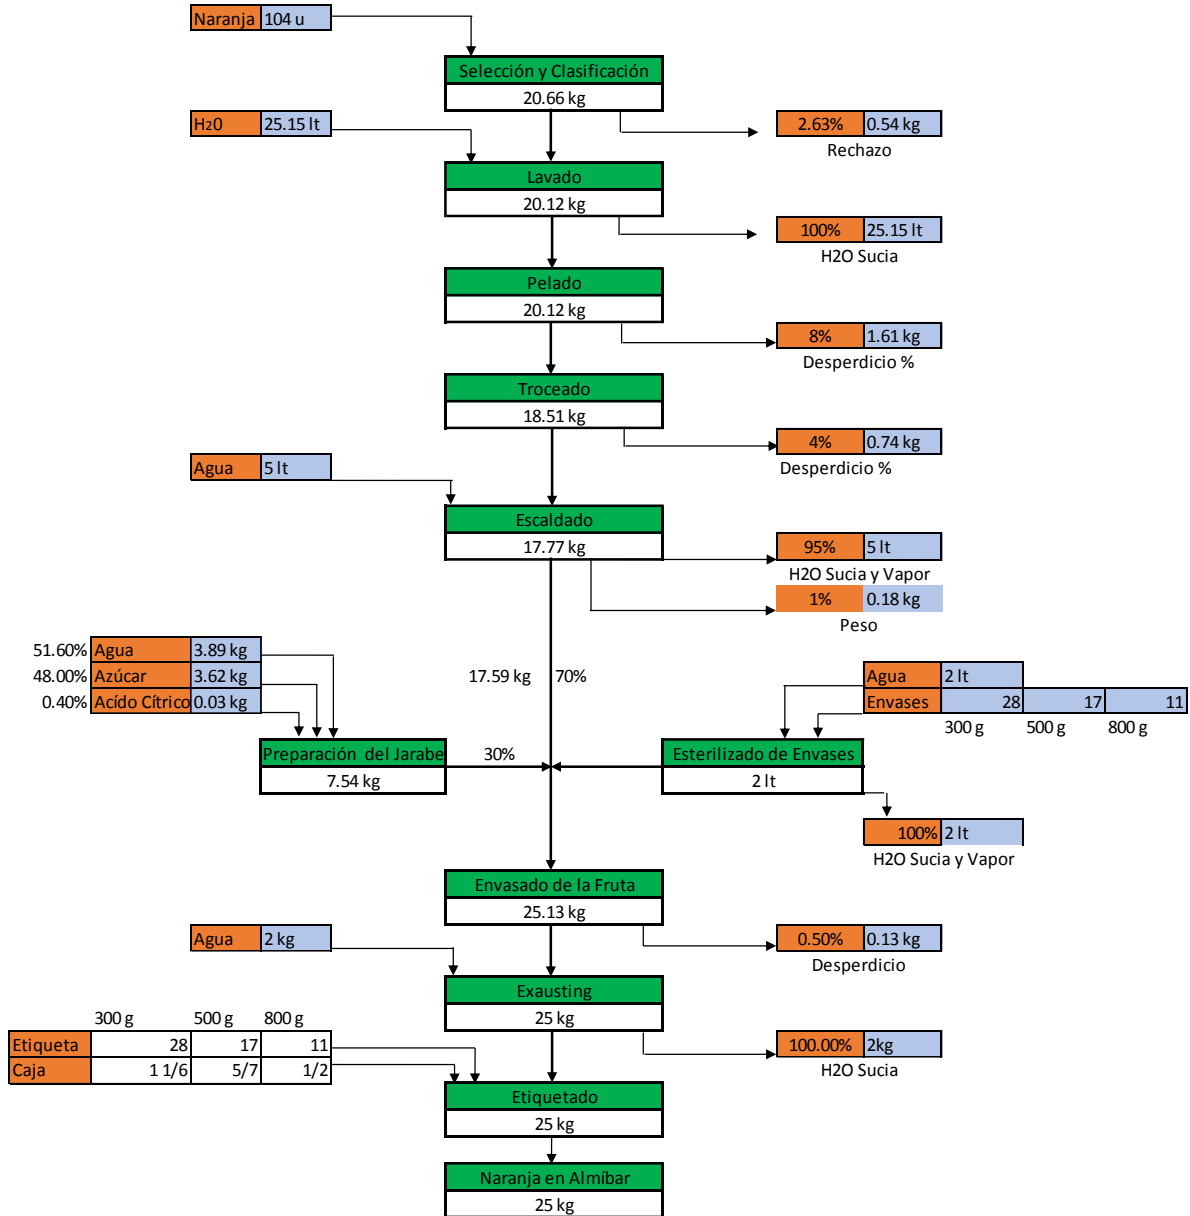 Naranja 104 u
Selección y Clasificación
20.66 kg
H20 25.15 lt
2.63% 0.54 kg
Rechazo
Lavado
20.12 kg
100% 25.15 lt
H2O Sucia
Pelado
20.12 kg
8% 1.61 kg
Desperdicio %
Troceado
18.51 kg
4% 0.74 kg
Desperdicio %
Agua 5 lt
Escaldado
17.77 kg
95% 5 lt
H2O Sucia y Vapor
1% 0.18 kg
Peso
51.60% Agua 3.89 kg
48.00% Azúcar 3.62 kg
0.40% Acído Cítrico 0.03 kg
17.59 kg 70%
Agua 2 lt
Envases 28 17 11
300 g 500 g 800 g
Preparación del Jarabe
7.54 kg
30%
Esterilizado de Envases
2 lt
100% 2 lt
H2O Sucia y Vapor
Envasado de la Fruta
25.13 kg
Agua 2 kg
0.50% 0.13 kg
Desperdicio
Exausting
25 kg
300 g 500 g 800 g
Etiqueta 28 17 11
Caja 1 1/6 5/7 1/2
100.00% 2kg
H2O Sucia
Etiquetado
25 kg
Naranja en Almíbar
25 kg